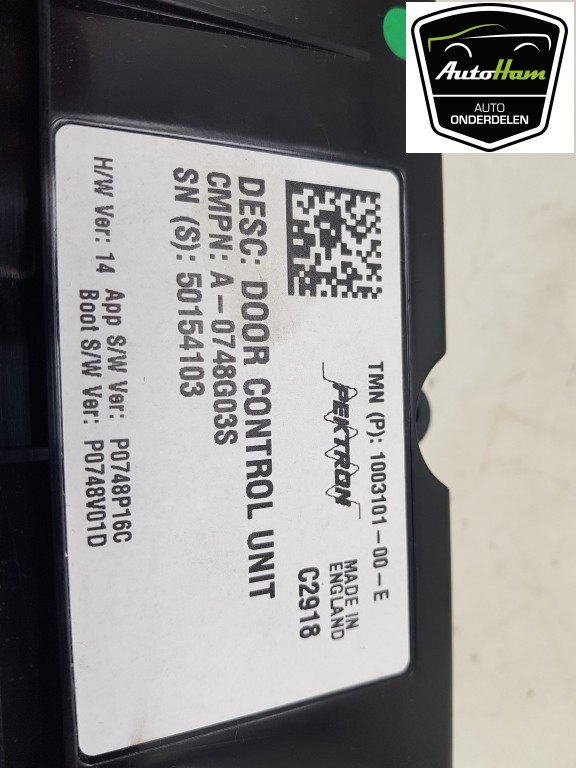 AutoHam
AUTO
ONDERDELEN
TMN (P): 1003101-00-E
PEKTRON
MADE IN
ENGLAND
C2918
DESC: DOOR CONTROL UNIT
CMPN: A-0748G03S
SN (S): 50154103
H/W Ver: 14 App S/W Ver: P0748P16C
Boot S/W Ver: P0748V01D